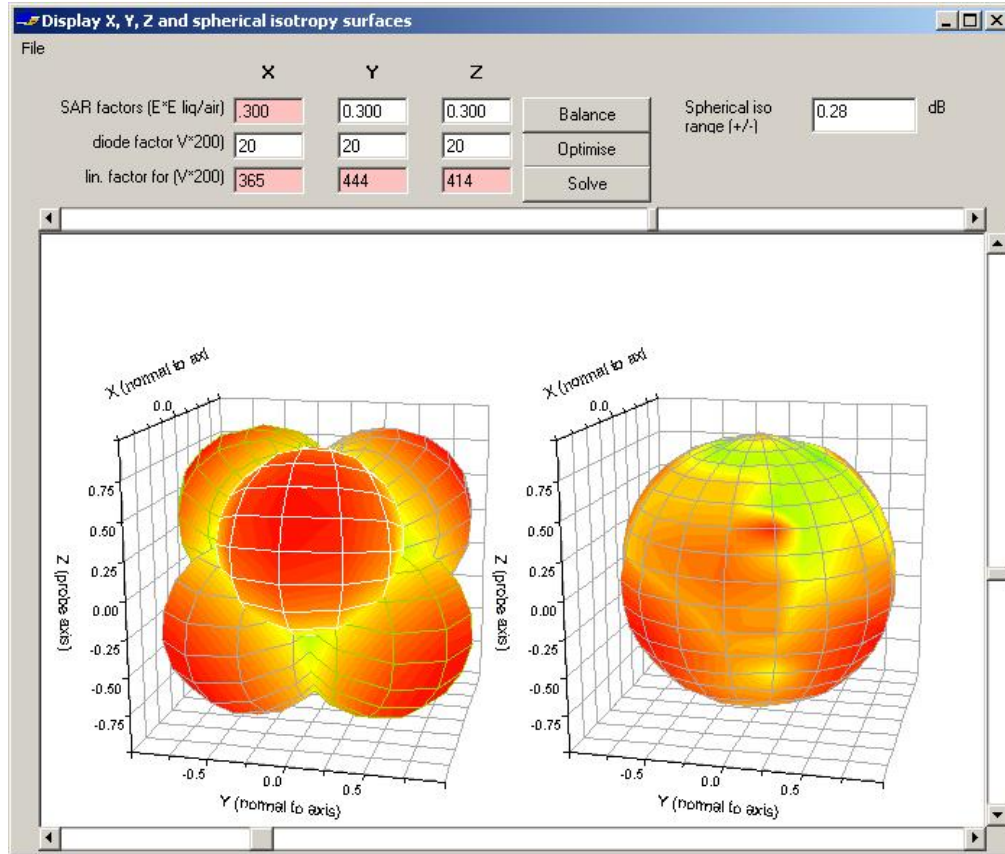 Display X, Y, Z and spherical isotropy surfaces
File
X Y Z
SAR factors (E*E liq/air) .300 0.300 0.300 Balance Spherical iso range (+/-) 0.28 dB
diode factor V*200) 20 20 20 Optimise
lin. factor for (V*200) 365 444 414 Solve
X (normal to axi
0.0
0.75
0.50
0.25
0.00
-0.25
-0.50
-0.75
Z (probe axis)
-0.5 0.0 0.5
Y (normal to axis)
X (normal to axi
0.0
0.75
0.50
0.25
0.00
-0.25
-0.50
-0.75
Z (probe axis)
-0.5 0.0 0.5
Y (normal to axis)